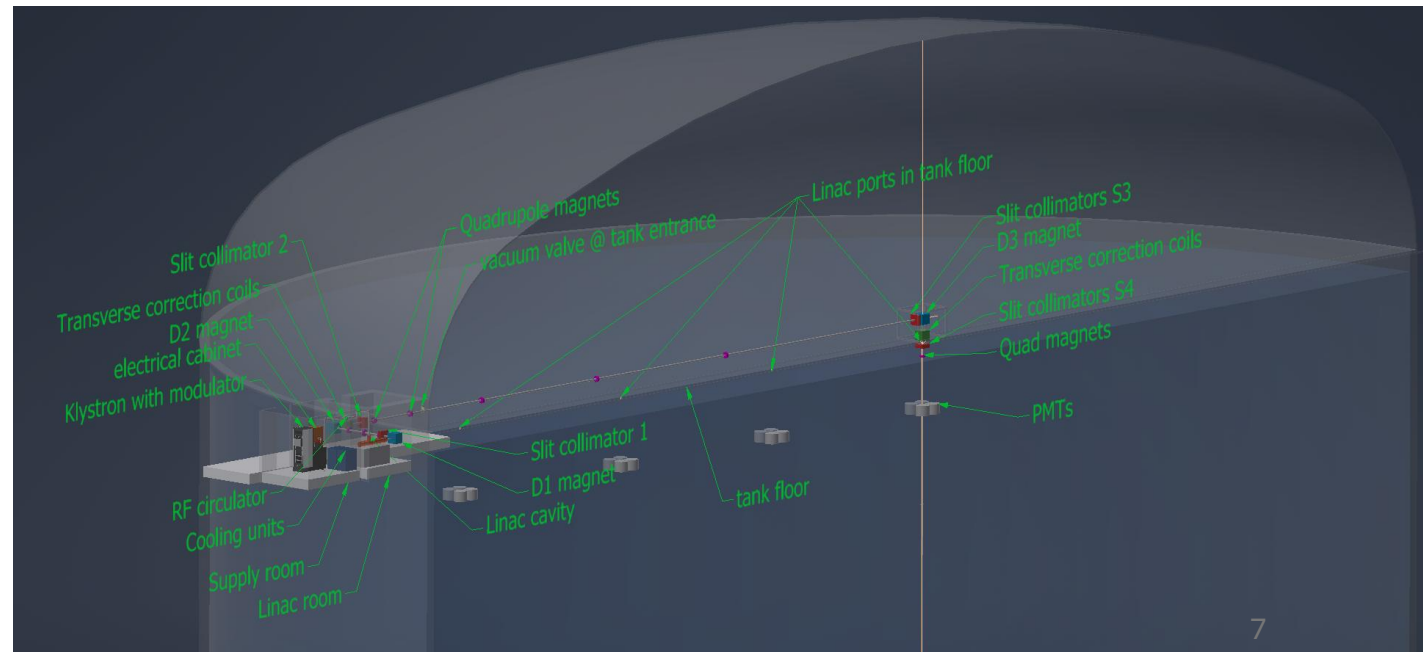 Linac ports in tank floor
Quadrupole magnets
vacuum valve @ tank entrance
Slit collimator 2
Transverse correction coils
D2 magnet
electrical cabinet
Klystron with modulator
Slit collimators S3
D3 magnet
Transverse correction coils
Slit collimators S4
Quad magnets
PMTs
Slit collimator 1
D1 magnet
Linac cavity
tank floor
RF circulator
Cooling units
Supply room
Linac room
7